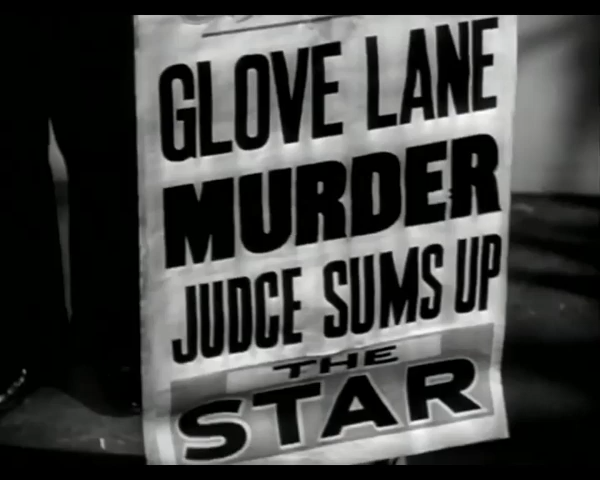 GLOVE LANE
MURDER
JUDGE SUMS UP
THE
STAR